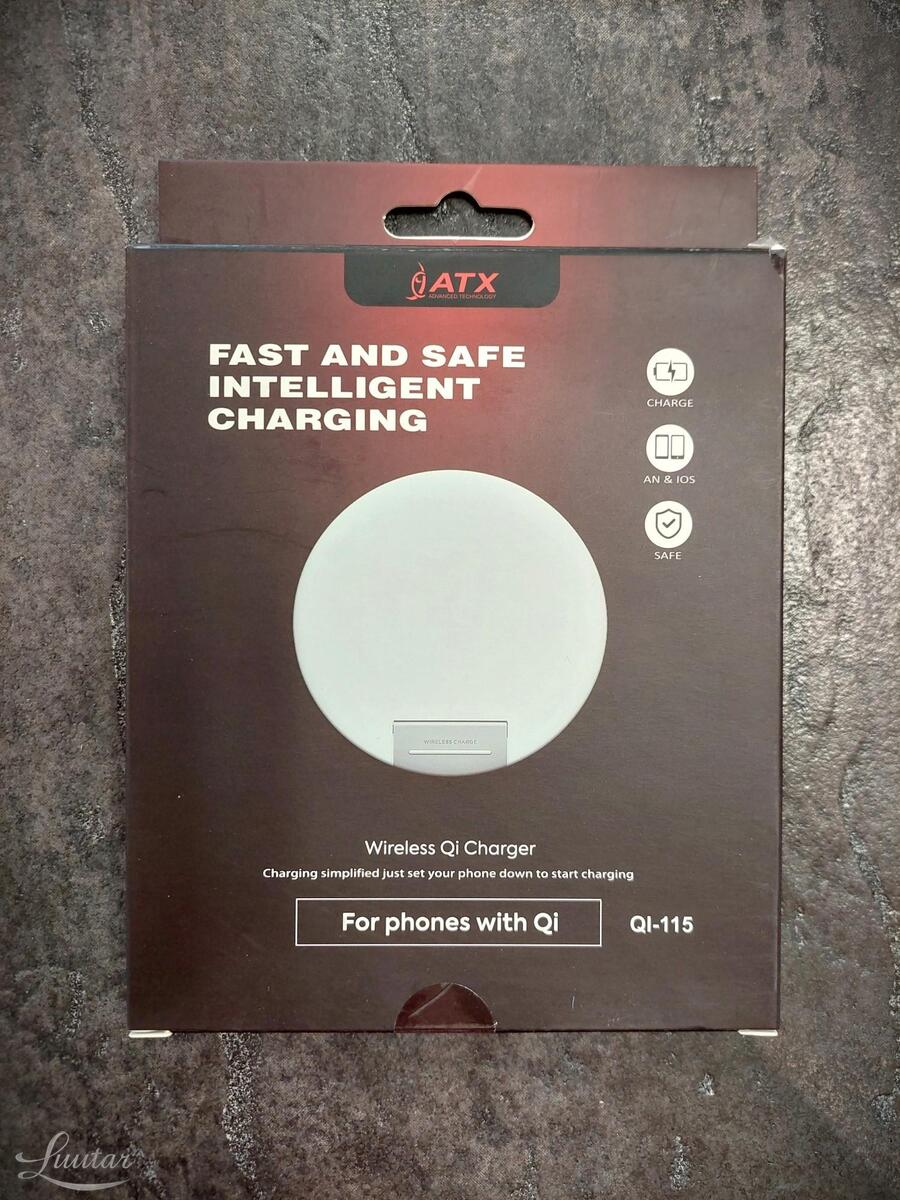 ATX
ADVANCED TECHNOLOGY
FAST AND SAFE
INTELLIGENT
CHARGING
CHARGE
AN & IOS
SAFE
WIRELESS CHARGE
Wireless Qi Charger
Charging simplified just set your phone down to start charging
For phones with Qi
QI-115
Luutar